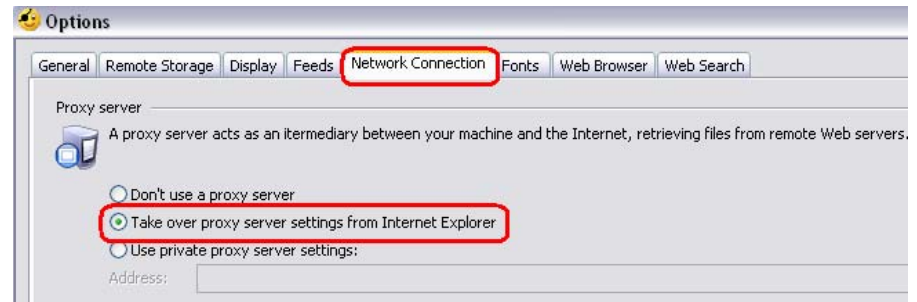 Options
General Remote Storage Display Feeds Network Connection Fonts Web Browser Web Search
Proxy server
A proxy server acts as an itermediary between your machine and the Internet, retrieving files from remote Web servers.
Don't use a proxy server
Take over proxy server settings from Internet Explorer
Use private proxy server settings:
Address: